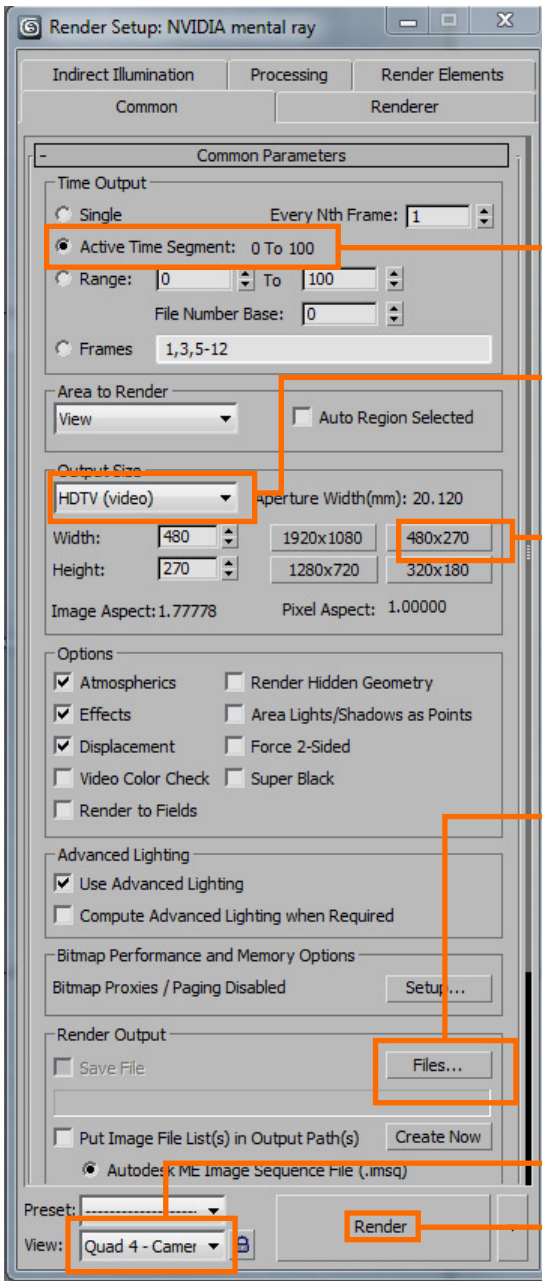 Render Setup: NVIDIA mental ray
Indirect Illumination Processing Render Elements
Common Renderer
- Common Parameters
Time Output
Single Every Nth Frame: 1
Active Time Segment: 0 To 100
Range: 0 To 100
File Number Base: 0
Frames 1,3,5-12
Area to Render
View Auto Region Selected
Output Size
HDTV (video) Aperture Width(mm): 20.120
Width: 480 1920x1080 480x270
Height: 270 1280x720 320x180
Image Aspect: 1.77778 Pixel Aspect: 1.00000
Options
Atmospherics Render Hidden Geometry
Effects Area Lights/Shadows as Points
Displacement Force 2-Sided
Video Color Check Super Black
Render to Fields
Advanced Lighting
Use Advanced Lighting
Compute Advanced Lighting when Required
Bitmap Performance and Memory Options
Bitmap Proxies / Paging Disabled Setup...
Render Output
Save File Files...
Put Image File List(s) in Output Path(s) Create Now
Autodesk ME Image Sequence File (.imsq)
Preset: --------------------
View: Quad 4 - Camer Render